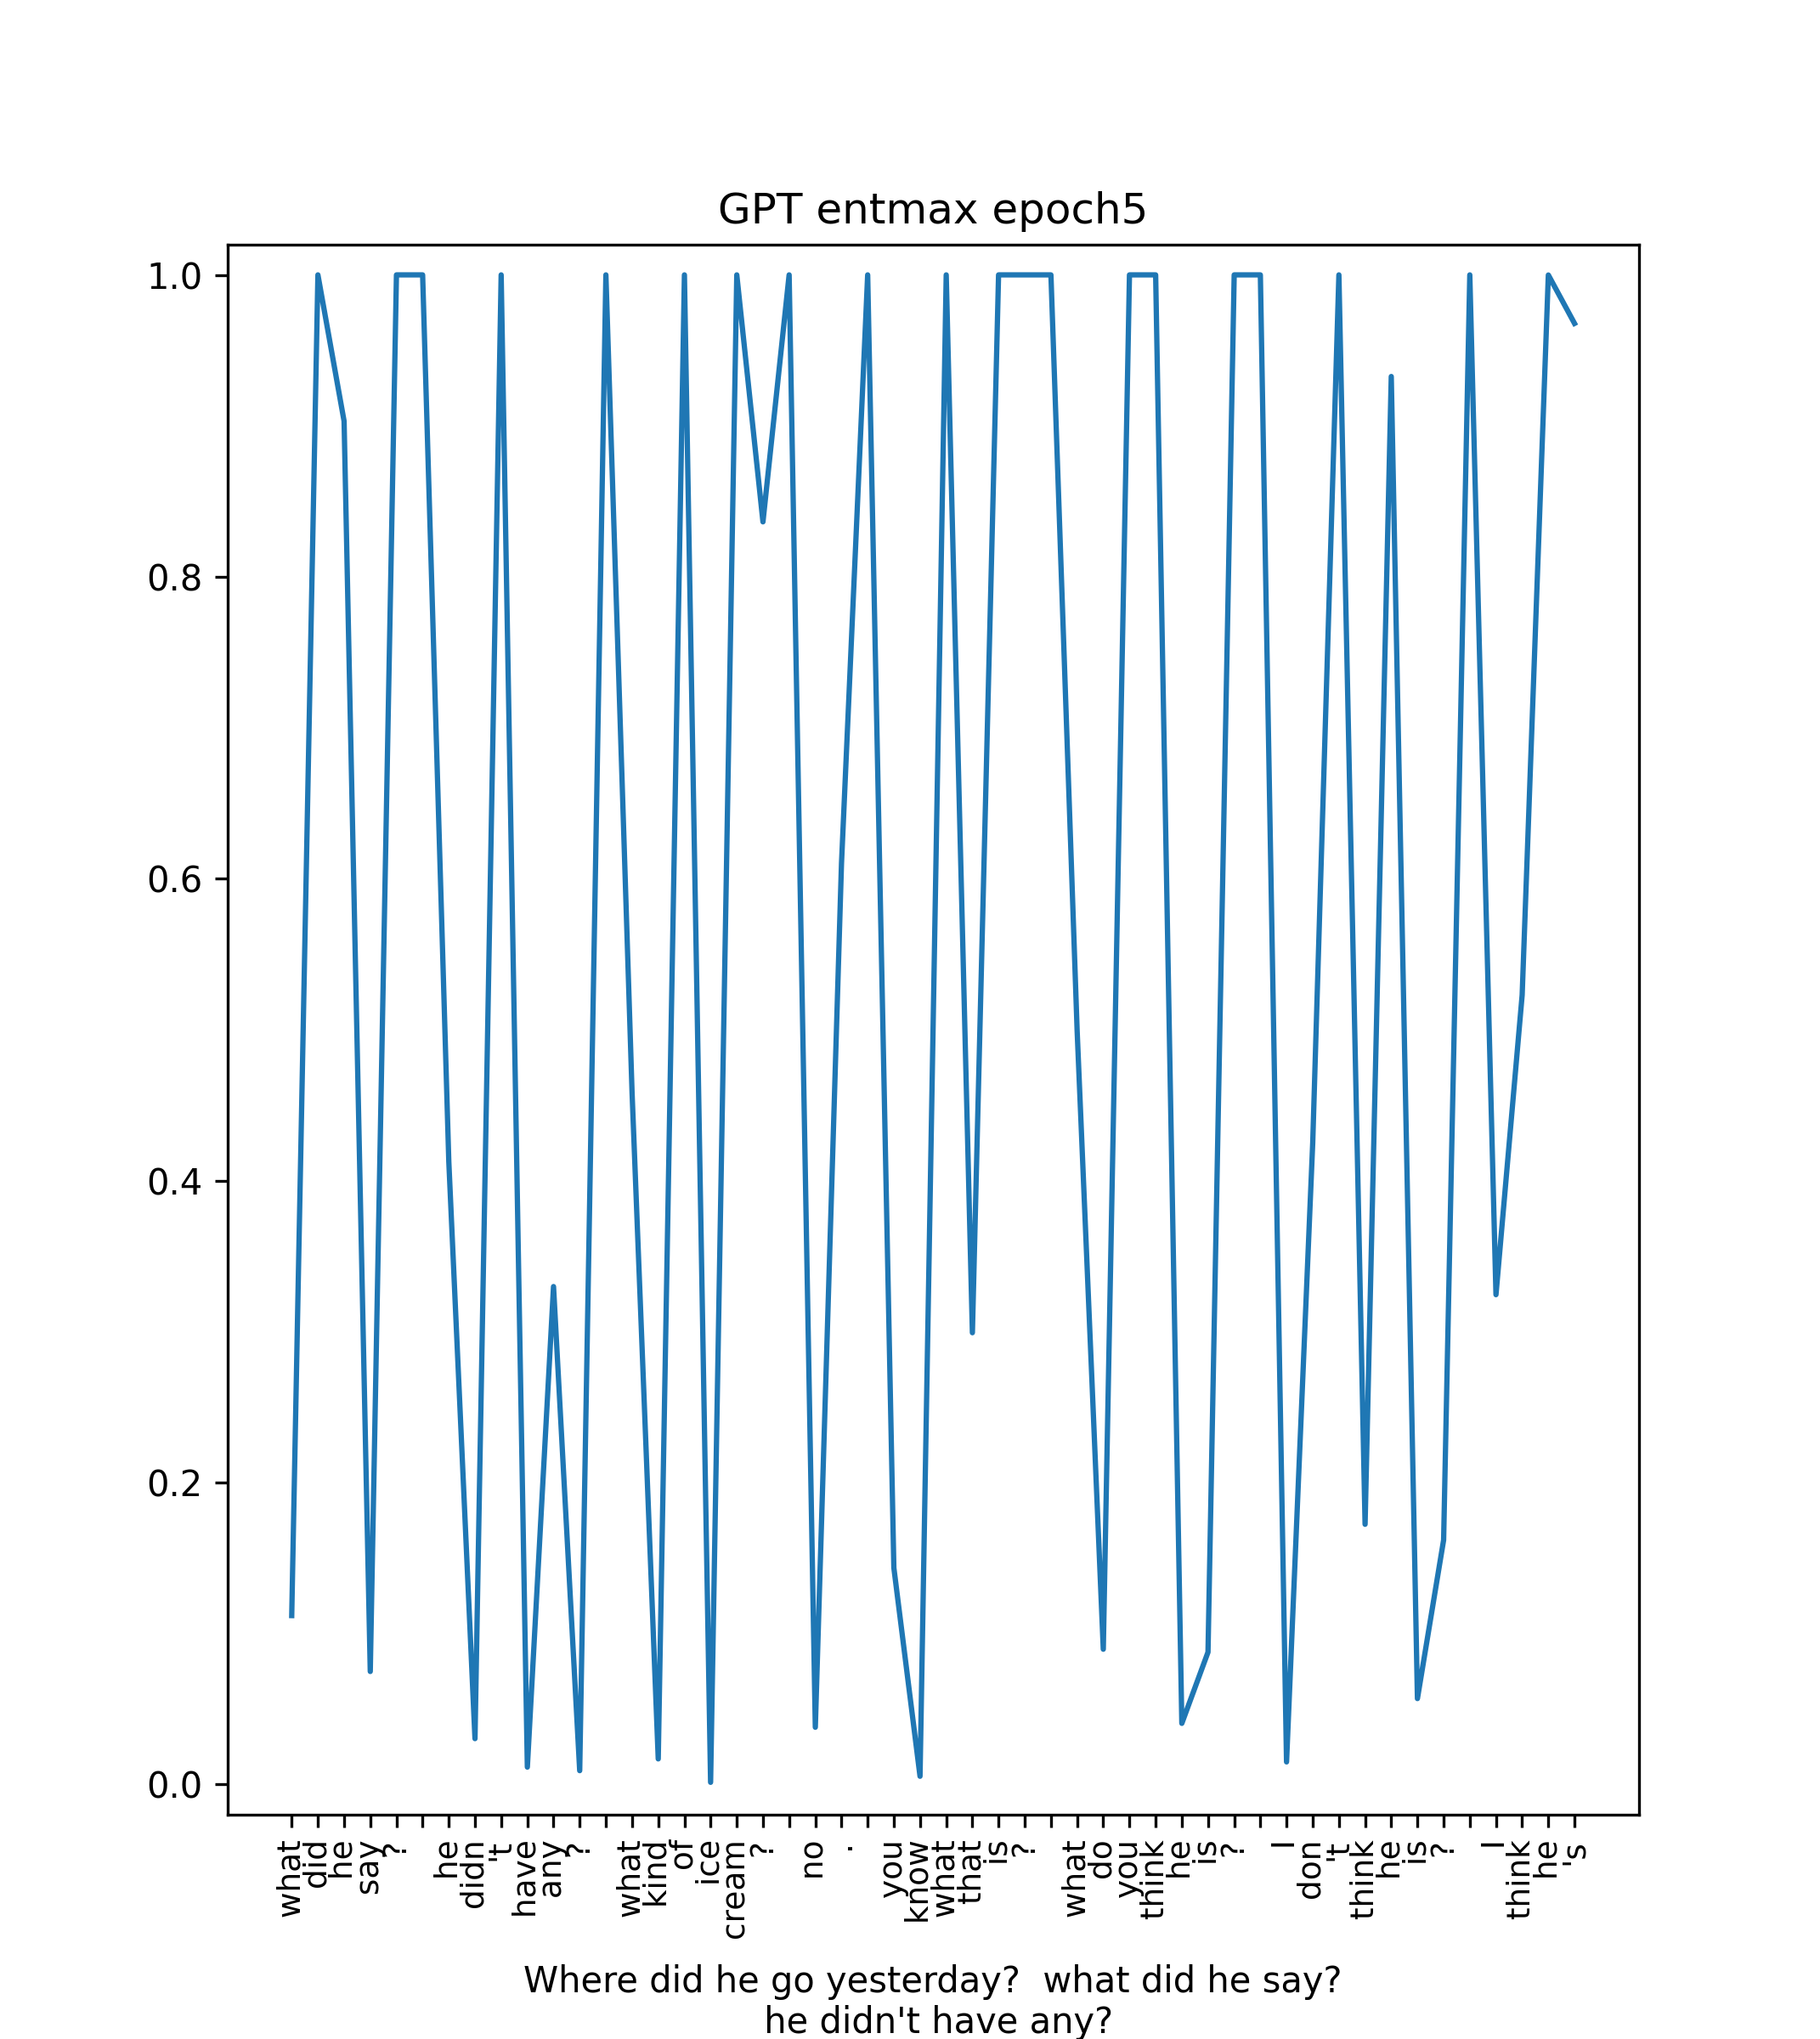 GPT entmax epoch5
1.0
0.8
0.6
0.4
0.2
0.0
what
did
he
say
?
he
didn
't
have
any
?
what
kind
of
ice
cream
?
no
.
you
know
what
that
is
?
what
do
you
think
he
is
?
I
don
't
think
he
is
?
I
think
he
's
Where did he go yesterday?  what did he say?
he didn't have any?